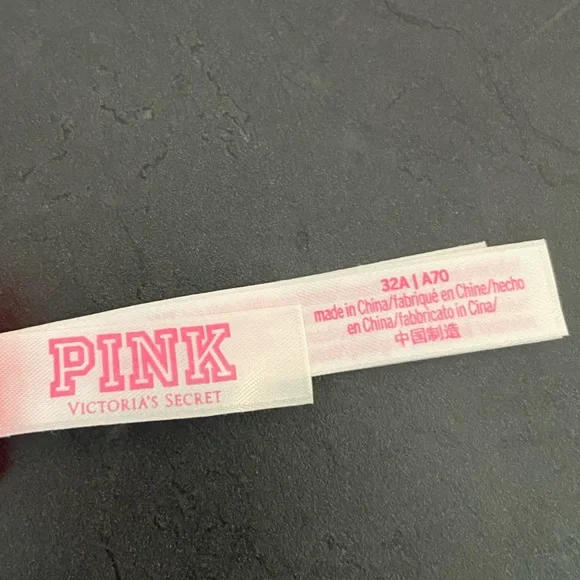 PINK
VICTORIA'S SECRET
32A | A70
made in China/fabriqué en Chine/hecho
en China/fabbricato in Cina/
中国制造